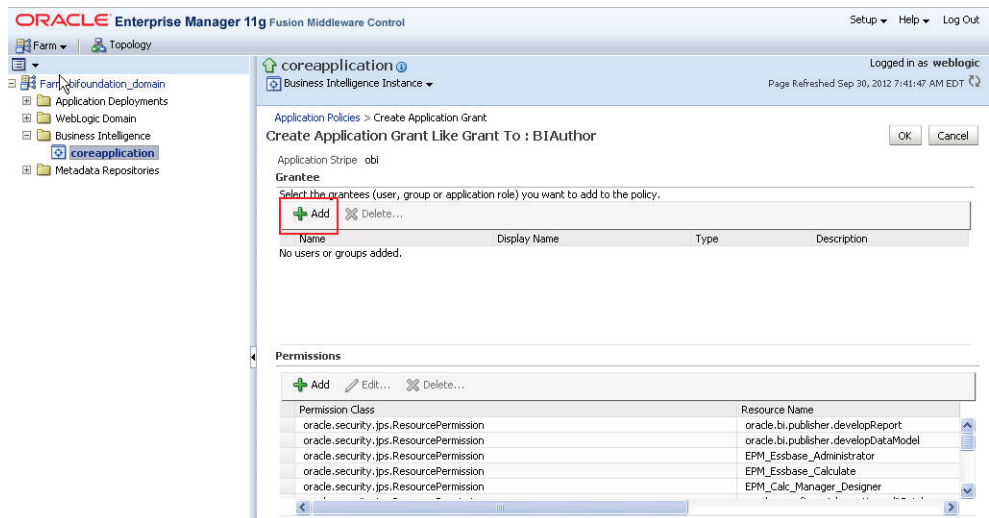 ORACLE Enterprise Manager 11g Fusion Middleware Control
Setup Help Log Out
Farm Topology
Farm_bifoundation_domain
Application Deployments
WebLogic Domain
Business Intelligence
coreapplication
Metadata Repositories
coreapplication
Logged in as weblogic
Business Intelligence Instance
Page Refreshed Sep 30, 2012 7:41:47 AM EDT
Application Policies > Create Application Grant
Create Application Grant Like Grant To : BIAuthor
OK Cancel
Application Stripe obi
Grantee
Select the grantees (user, group or application role) you want to add to the policy.
Add Delete...
Name Display Name Type Description
No users or groups added.
Permissions
Add Edit... Delete...
Permission Class Resource Name
oracle.security.jps.ResourcePermission oracle.bi.publisher.developReport
oracle.security.jps.ResourcePermission oracle.bi.publisher.developDataModel
oracle.security.jps.ResourcePermission EPM_Essbase_Administrator
oracle.security.jps.ResourcePermission EPM_Essbase_Calculate
oracle.security.jps.ResourcePermission EPM_Calc_Manager_Designer